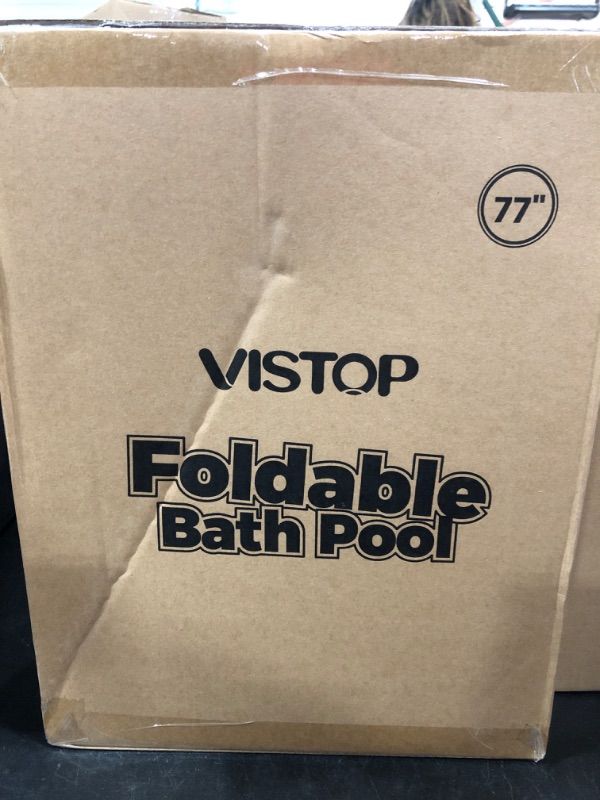 77"
VISTOP
Foldable
Bath Pool